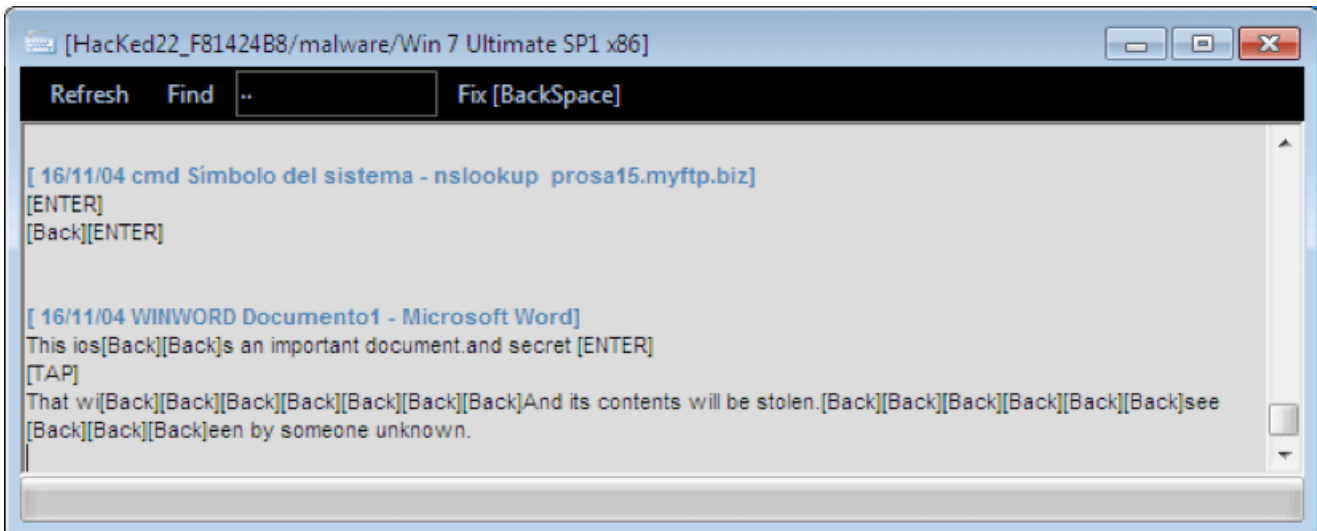 [HacKed22_F81424B8/malware/Win 7 Ultimate SP1 x86]
Refresh Find .. Fix [BackSpace]
[ 16/11/04 cmd Símbolo del sistema - nslookup  prosa15.myftp.biz]
[ENTER]
[Back][ENTER]
[ 16/11/04 WINWORD Documento1 - Microsoft Word]
This ios[Back][Back]s an important document.and secret [ENTER]
[TAP]
That wi[Back][Back][Back][Back][Back][Back][Back]And its contents will be stolen.[Back][Back][Back][Back][Back][Back]see
[Back][Back][Back]een by someone unknown.